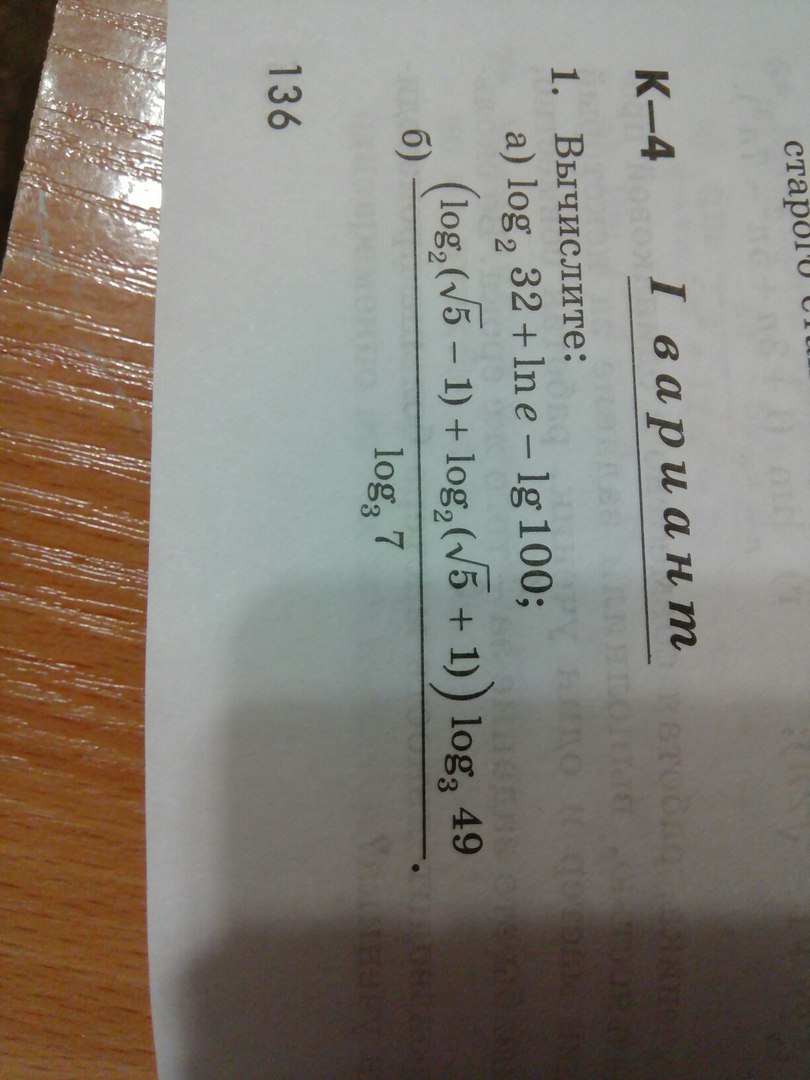 старого
К—4
I вариант
1. Вычислите:
а) log₂ 32 + ln e − lg 100;
б) (log₂(√5 − 1) + log₂(√5 + 1)) log₃ 49
log₃ 7 .
136